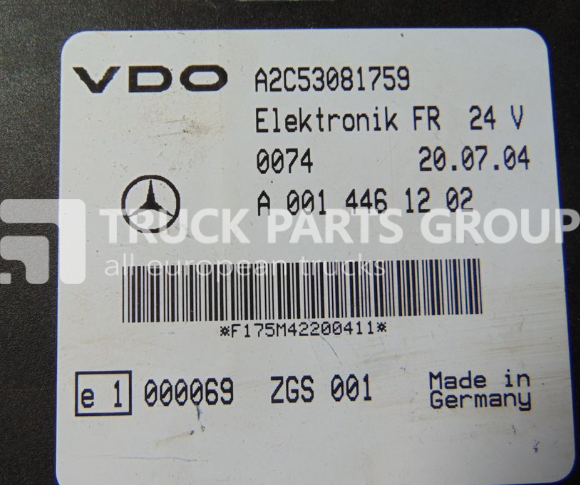 VDO A2C53081759
Elektronik FR 24 V
0074 20.07.04
A 001 446 12 02
TRUCK PARTS GROUP
all european trucks
*F175M42200411*
e 1 000069 ZGS 001 Made in
Germany